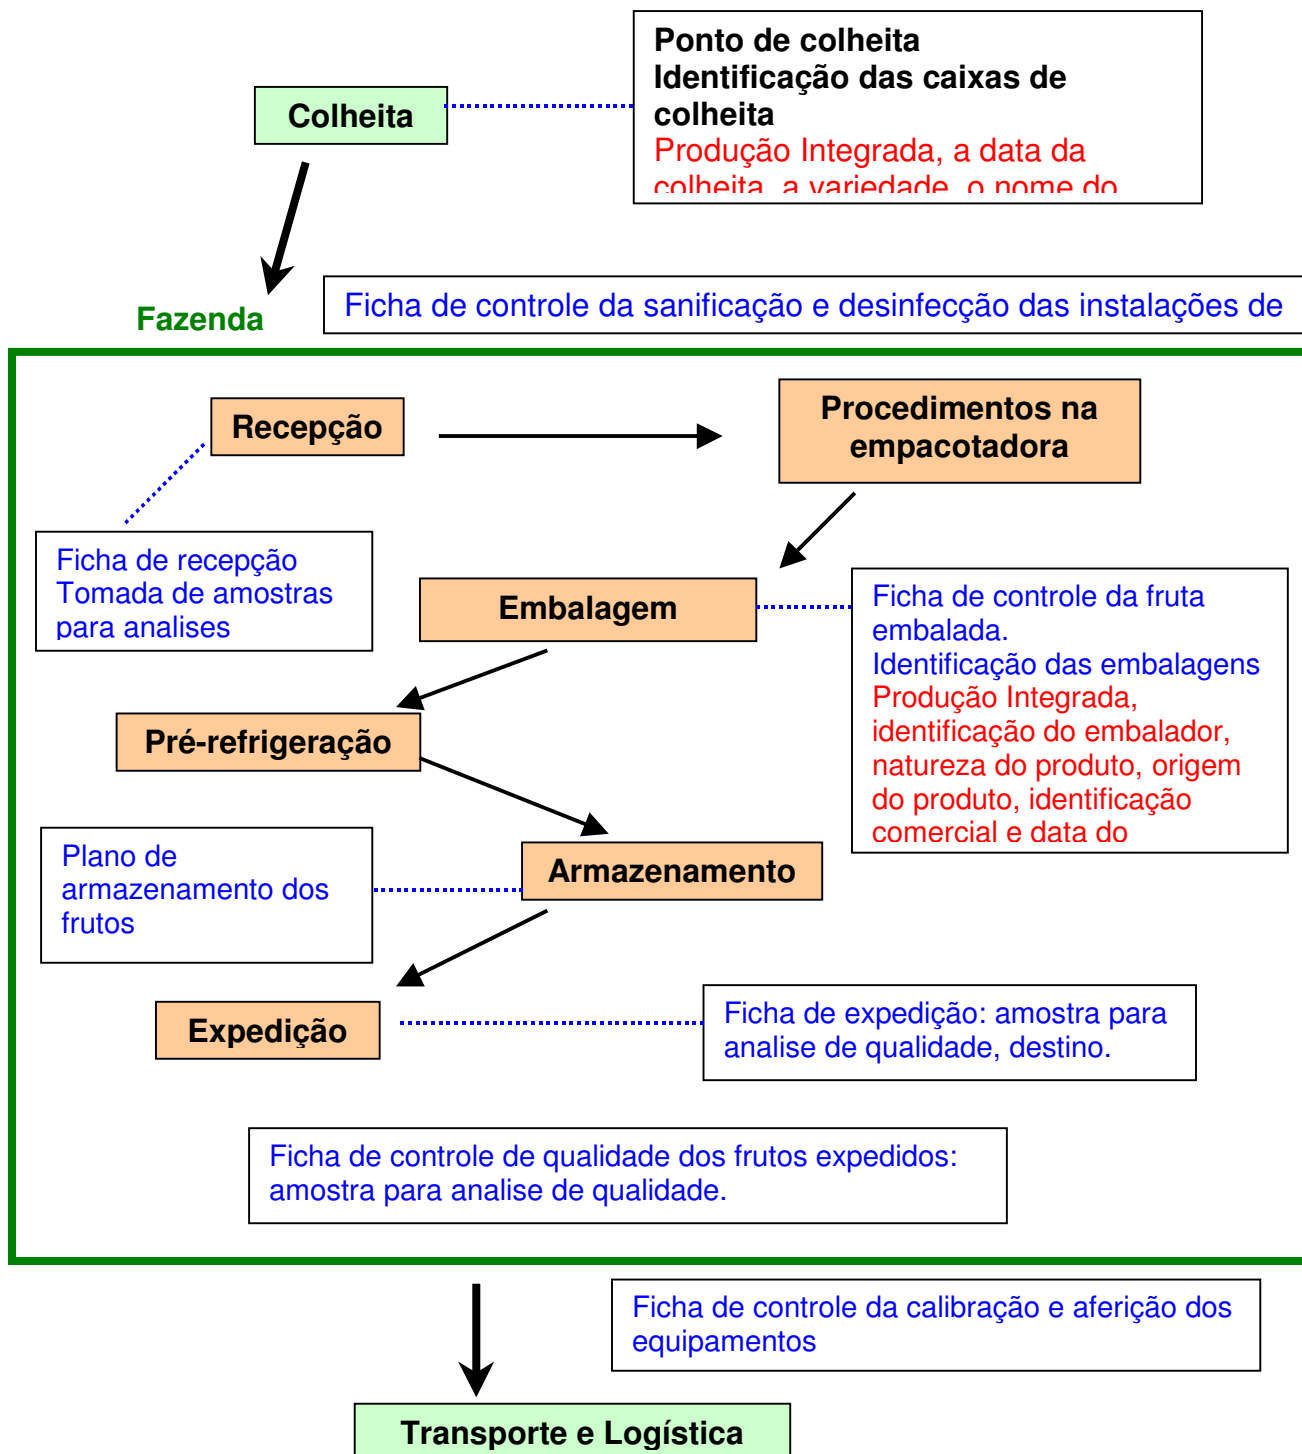 Ponto de colheita
Identificação das caixas de
colheita
Produção Integrada, a data da
colheita, a variedade, o nome do
Colheita
Fazenda
Ficha de controle da sanificação e desinfecção das instalações de
Recepção
Procedimentos na
empacotadora
Ficha de recepção
Tomada de amostras
para analises
Embalagem
Ficha de controle da fruta
embalada.
Identificação das embalagens
Produção Integrada,
identificação do embalador,
natureza do produto, origem
do produto, identificação
comercial e data do
Pré-refrigeração
Plano de
armazenamento dos
frutos
Armazenamento
Expedição
Ficha de expedição: amostra para
analise de qualidade, destino.
Ficha de controle de qualidade dos frutos expedidos:
amostra para analise de qualidade.
Ficha de controle da calibração e aferição dos
equipamentos
Transporte e Logística